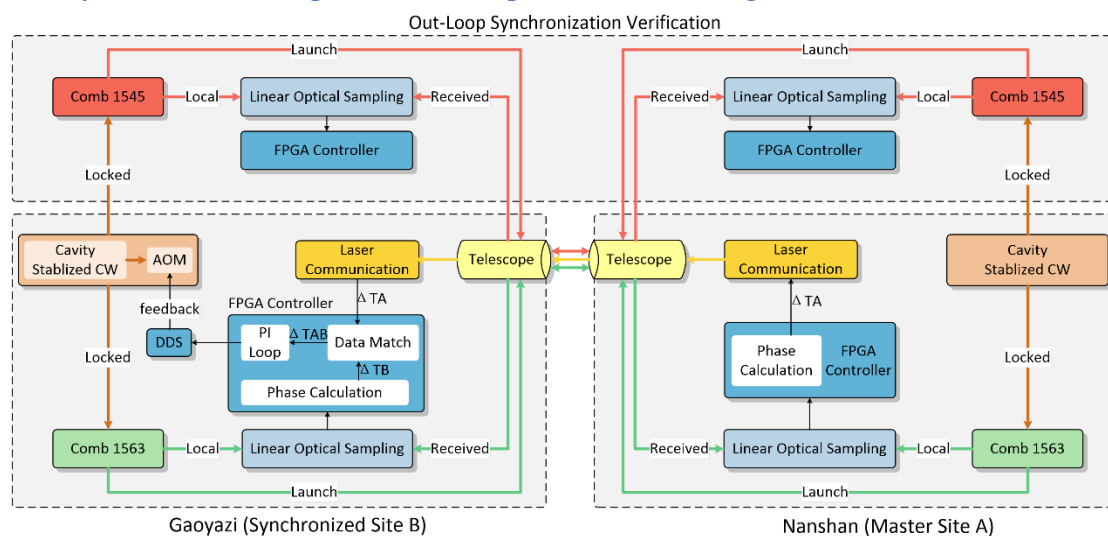 Out-Loop Synchronization Verification
Launch
Launch
Comb 1545
Local
Linear Optical Sampling
Received
Received
Linear Optical Sampling
Local
Comb 1545
FPGA Controller
FPGA Controller
Locked
Locked
Cavity
Stablized CW
AOM
Laser
Communication
Telescope
Telescope
Laser
Communication
Cavity
Stablized CW
feedback
FPGA Controller
Δ TA
Δ TA
DDS
PI
Loop
Δ TAB
Data Match
Phase
Calculation
FPGA
Controller
Locked
Locked
Δ TB
Phase Calculation
Comb 1563
Local
Linear Optical Sampling
Received
Received
Linear Optical Sampling
Local
Comb 1563
Launch
Launch
Gaoyazi (Synchronized Site B)
Nanshan (Master Site A)